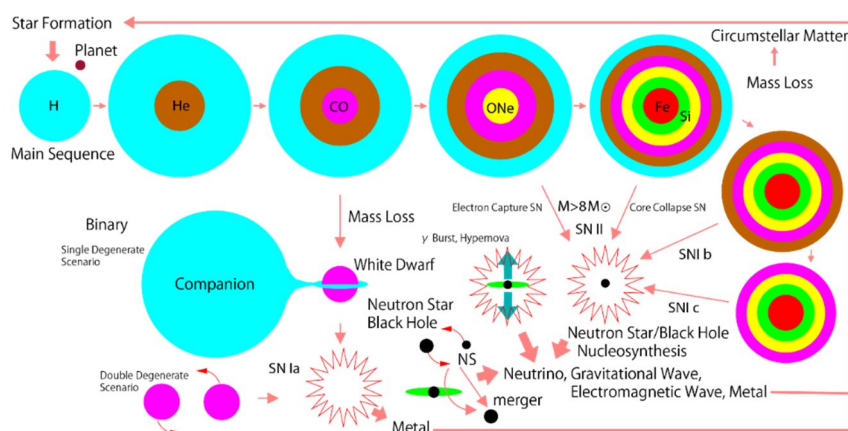 Star Formation
Planet
Circumstellar Matter
Mass Loss
H
He
CO
ONe
Fe
Si
Main Sequence
Mass Loss
Electron Capture SN
M>8M☉
Core Collapse SN
SN II
Binary
Single Degenerate
Scenario
γ Burst, Hypernova
SNI b
White Dwarf
Companion
Neutron Star
Black Hole
SNI c
NS
Neutron Star/Black Hole
Nucleosynthesis
SN Ia
Double Degenerate
Scenario
Neutrino, Gravitational Wave,
Electromagnetic Wave, Metal
merger
Metal